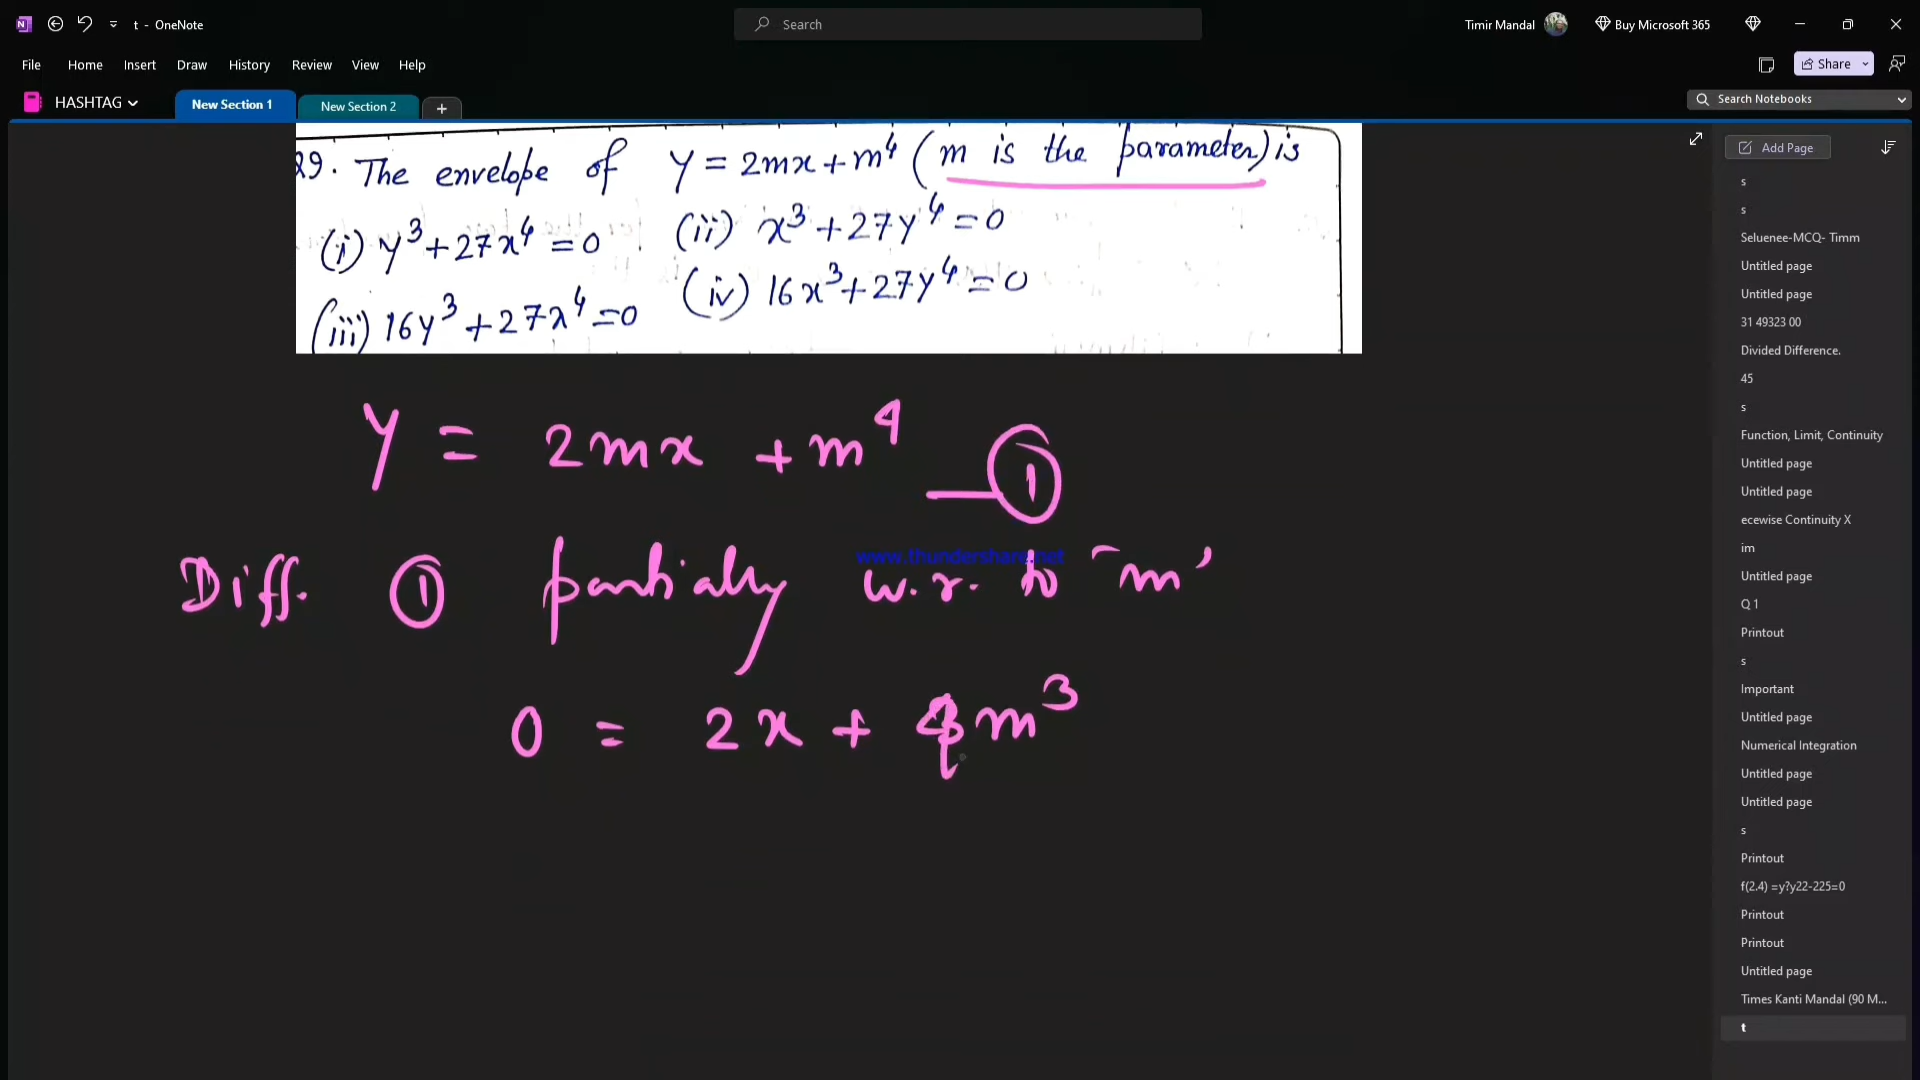 t - OneNote
Search
Timir Mandal
Buy Microsoft 365
File Home Insert Draw History Review View Help
Share
HASHTAG
New Section 1
New Section 2
+
Search Notebooks
29. The envelope of y = 2mx + m⁴ (m is the parameter) is
(i) y³ + 27x⁴ = 0 (ii) x³ + 27y⁴ = 0
(iii) 16y³ + 27x⁴ = 0 (iv) 16x³ + 27y⁴ = 0
y = 2mx + m⁴ — ①
www.thundershare.net
Diff. ① partially w.r. to 'm'
0 = 2x + 4m³
Add Page
s
s
Seluenee-MCQ- Timm
Untitled page
Untitled page
31 49323 00
Divided Difference.
45
s
Function, Limit, Continuity
Untitled page
Untitled page
ecewise Continuity X
im
Untitled page
Q 1
Printout
s
Important
Untitled page
Numerical Integration
Untitled page
Untitled page
s
Printout
f(2.4) =y?y22-225=0
Printout
Printout
Untitled page
Times Kanti Mandal (90 M...
t